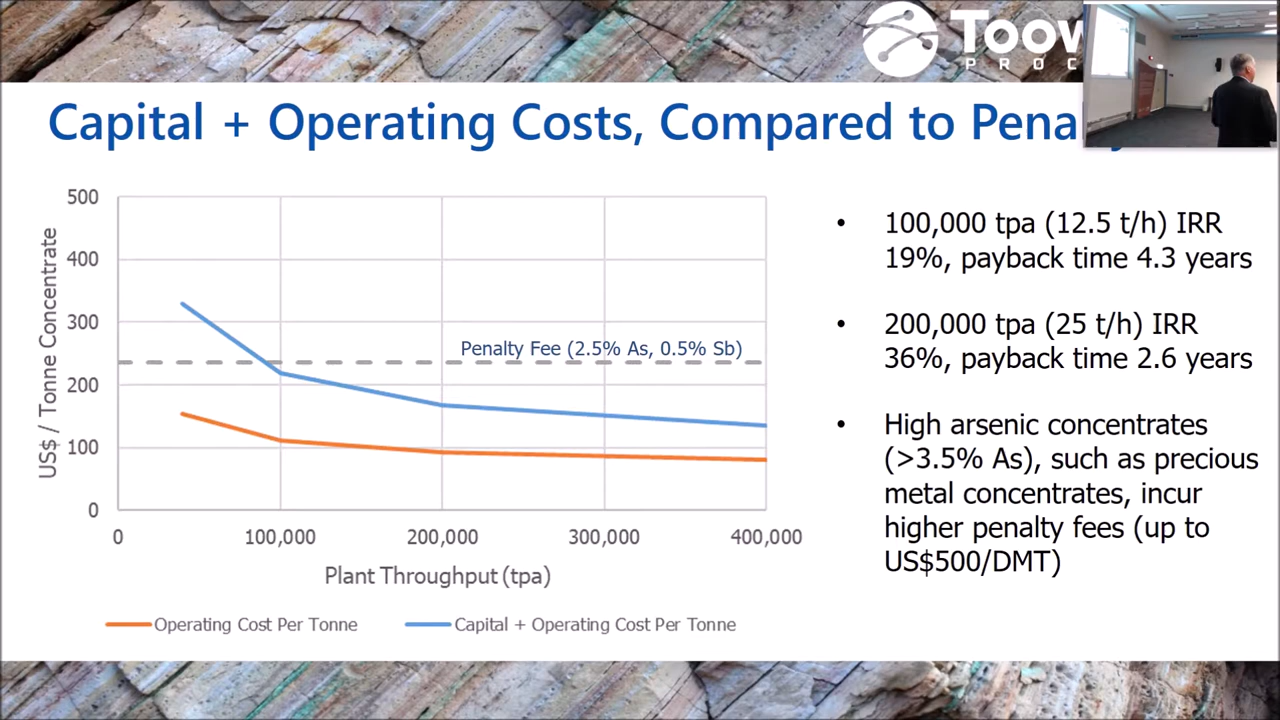 Capital + Operating Costs, Compared to
500
400
300
200
100
0
US$ / Tonne Concentrate
Penalty Fee (2.5% As, 0.5% Sb)
0 100,000 200,000 300,000 400,000
Plant Throughput (tpa)
Operating Cost Per Tonne Capital + Operating Cost Per Tonne
• 100,000 tpa (12.5 t/h) IRR
19%, payback time 4.3 years
• 200,000 tpa (25 t/h) IRR
36%, payback time 2.6 years
• High arsenic concentrates
(>3.5% As), such as precious
metal concentrates, incur
higher penalty fees (up to
US$500/DMT)